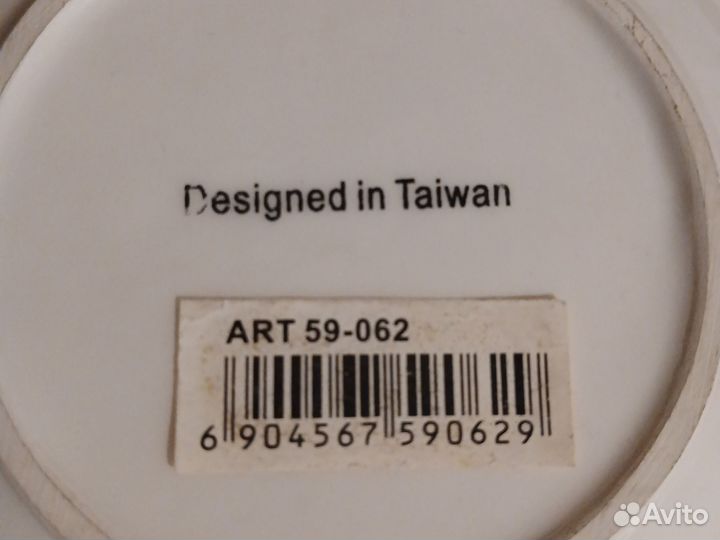 Designed in Taiwan
ART 59-062
6 904567 590629
Avito